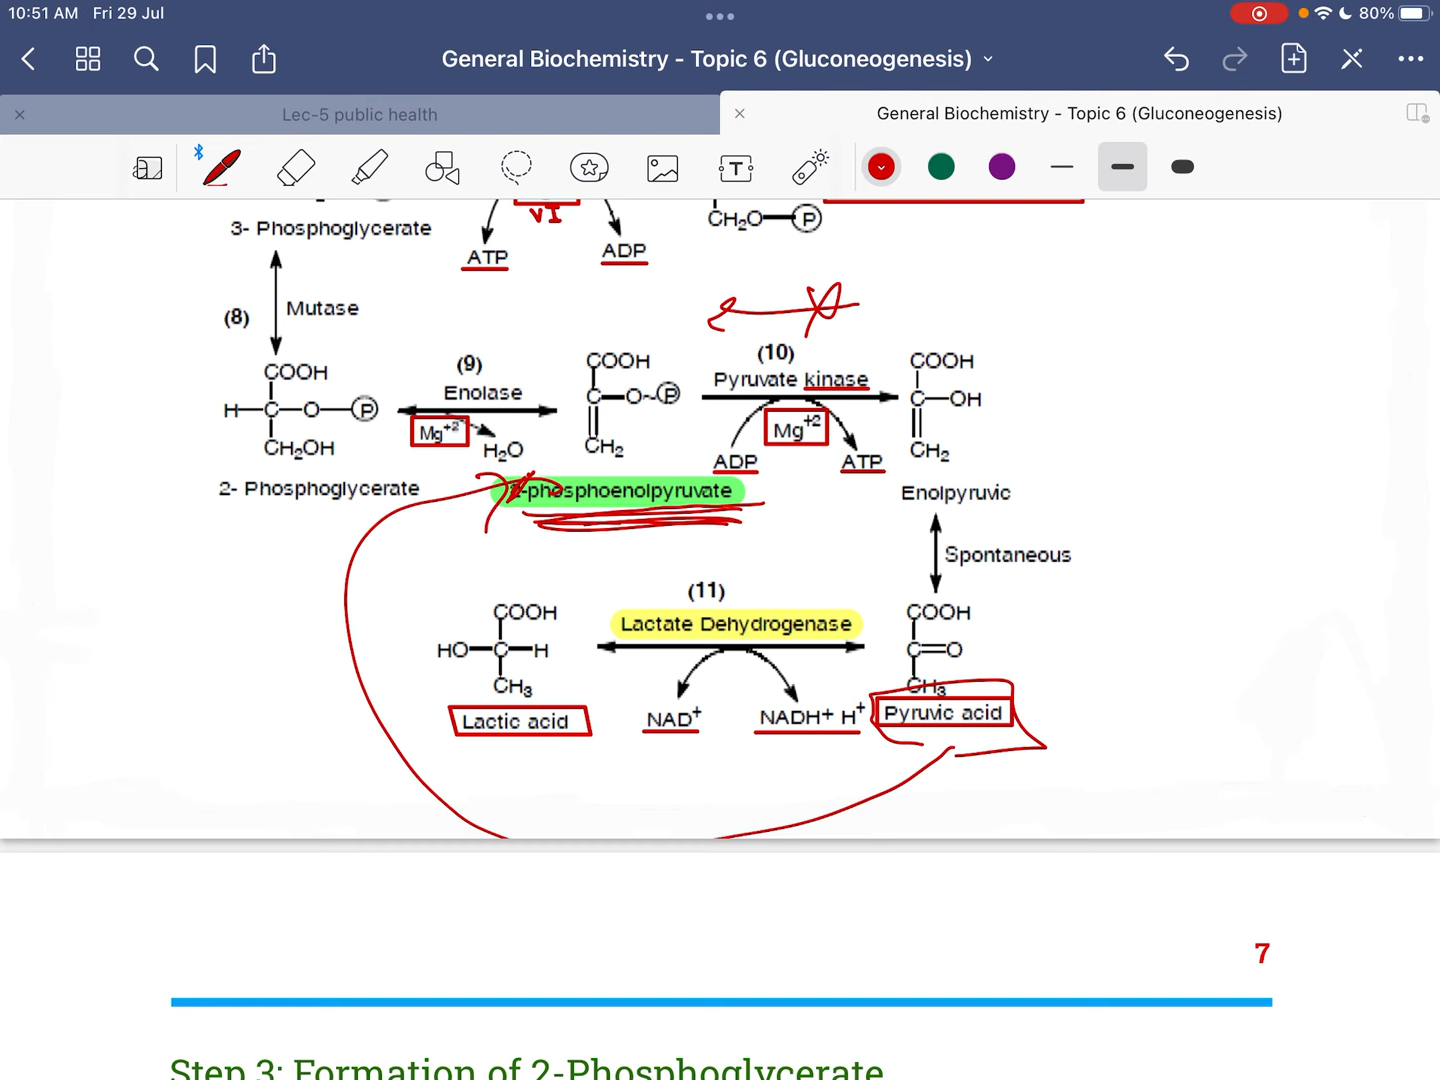 10:51 AM Fri 29 Jul
80%
General Biochemistry - Topic 6 (Gluconeogenesis)
Lec-5 public health
General Biochemistry - Topic 6 (Gluconeogenesis)
T
VI
3- Phosphoglycerate
ATP
ADP
CH₂O—P
(8)
Mutase
COOH
H—C—O—P
CH₂OH
2- Phosphoglycerate
(9)
Enolase
Mg+2
H₂O
COOH
C—O~P
CH₂
-phosphoenolpyruvate
(10)
Pyruvate kinase
Mg+2
ADP
ATP
COOH
C—OH
CH₂
Enolpyruvic
Spontaneous
(11)
Lactate Dehydrogenase
COOH
HO—C—H
CH₃
Lactic acid
NAD+
NADH+ H+
COOH
C=O
CH₃
Pyruvic acid
7
Step 3: Formation of 2-Phosphoglycerate